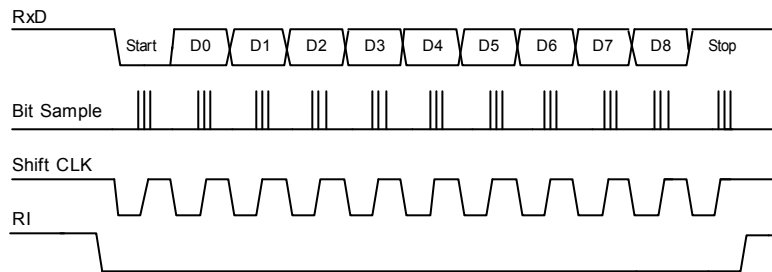 RxD
Start D0 D1 D2 D3 D4 D5 D6 D7 D8 Stop
Bit Sample
Shift CLK
RI